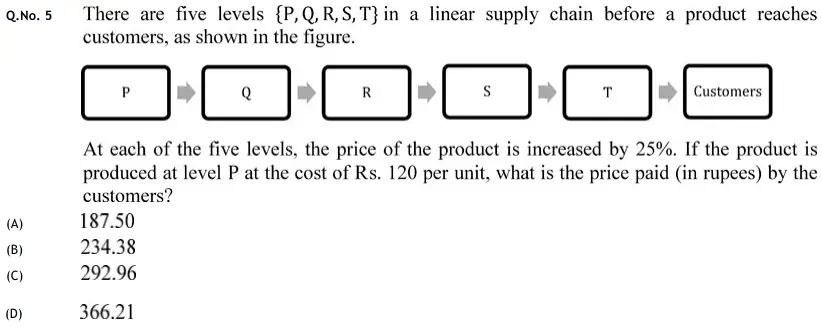 Q.No. 5 There are five levels {P, Q, R, S, T} in a linear supply chain before a product reaches
customers, as shown in the figure.
P Q R S T Customers
At each of the five levels, the price of the product is increased by 25%. If the product is
produced at level P at the cost of Rs. 120 per unit, what is the price paid (in rupees) by the
customers?
(A) 187.50
(B) 234.38
(C) 292.96
(D) 366.21